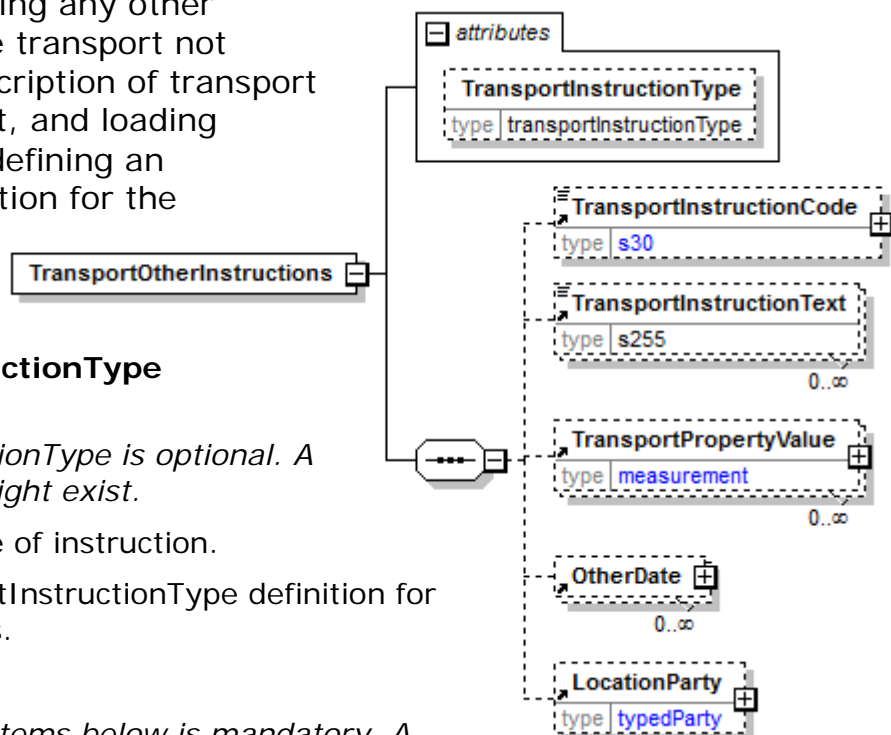 ing any other
e transport not
cription of transport
t, and loading
defining an
tion for the
attributes
TransportInstructionType
type transportInstructionType
TransportInstructionCode
type s30
TransportOtherInstructions
TransportInstructionText
type s255
0..∞
uctionType
ionType is optional. A
ight exist.
TransportPropertyValue
type measurement
0..∞
e of instruction.
tInstructionType definition for
s.
OtherDate
0..∞
LocationParty
type typedParty
tems below is mandatory. A